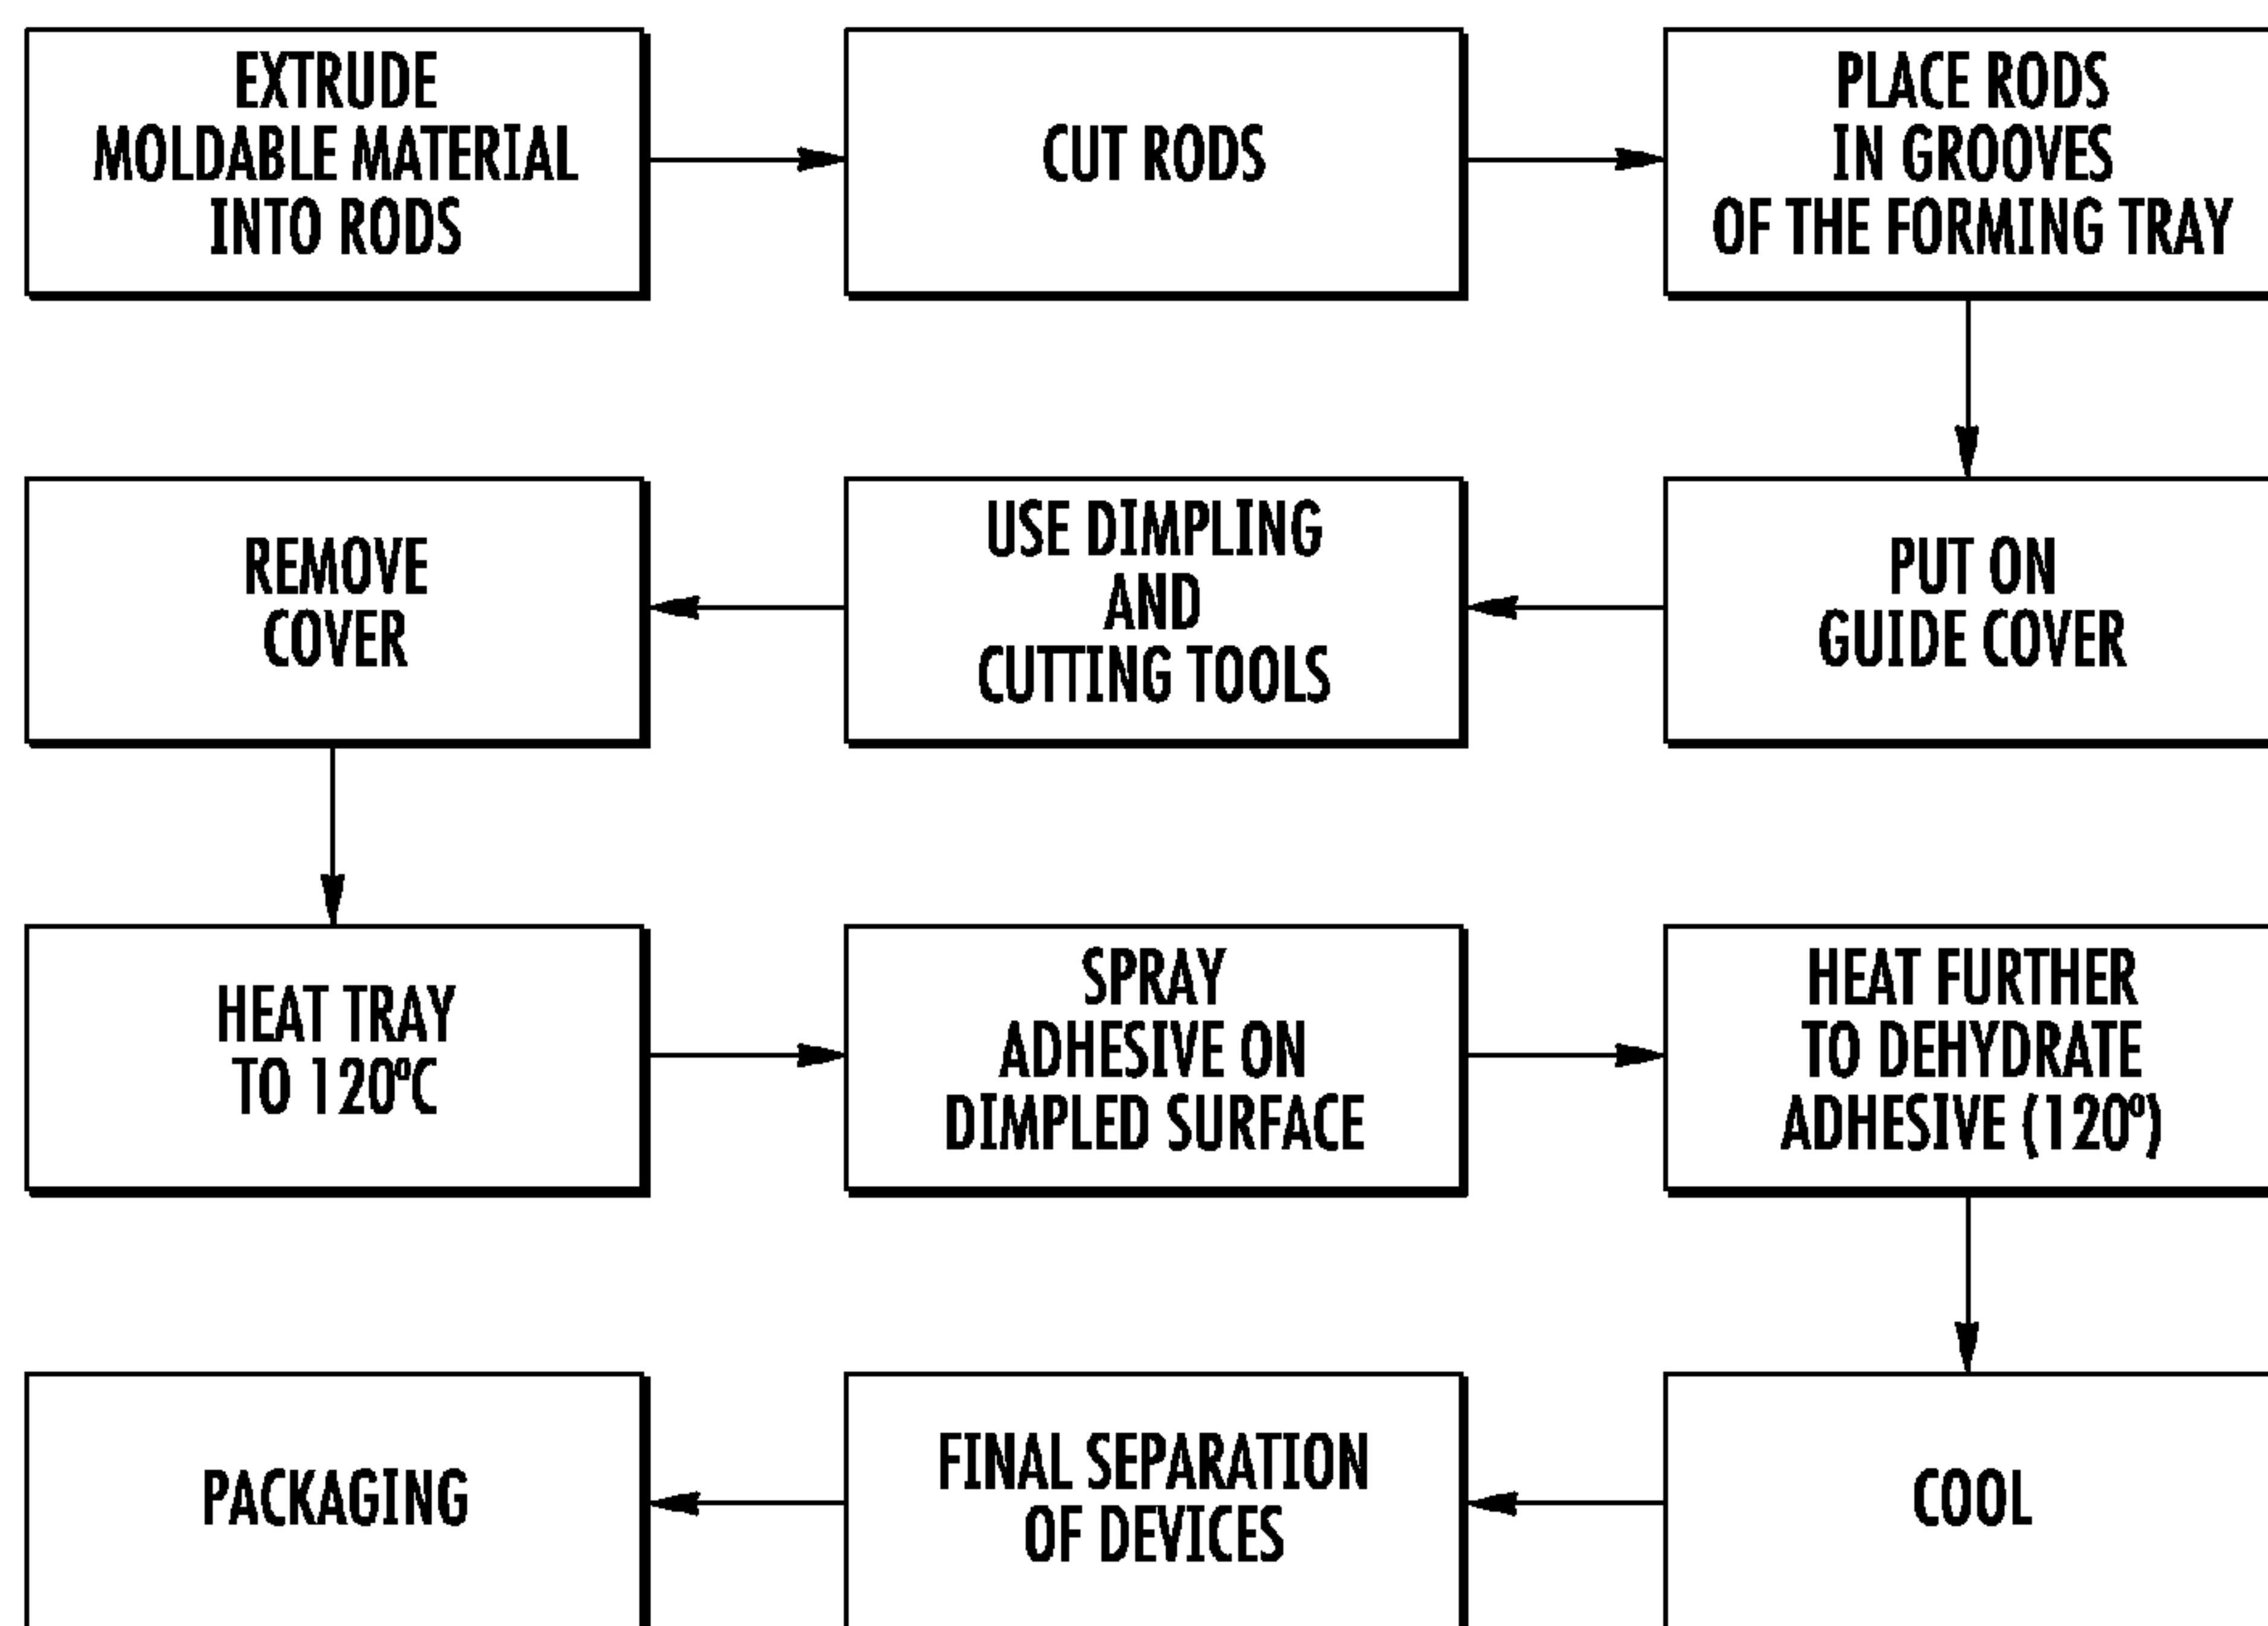 EXTRUDE
MOLDABLE MATERIAL
INTO RODS
CUT RODS
PLACE RODS
IN GROOVES
OF THE FORMING TRAY
PUT ON
GUIDE COVER
USE DIMPLING
AND
CUTTING TOOLS
REMOVE
COVER
HEAT TRAY
TO 120ºC
SPRAY
ADHESIVE ON
DIMPLED SURFACE
HEAT FURTHER
TO DEHYDRATE
ADHESIVE (120º)
COOL
FINAL SEPARATION
OF DEVICES
PACKAGING